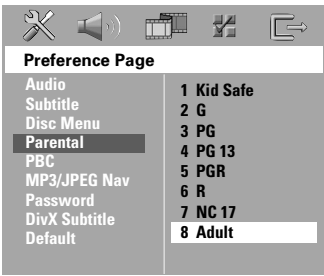 Preference Page
Audio
Subtitle
Disc Menu
Parental
PBC
MP3/JPEG Nav
Password
DivX Subtitle
Default
1 Kid Safe
2 G
3 PG
4 PG 13
5 PGR
6 R
7 NC 17
8 Adult